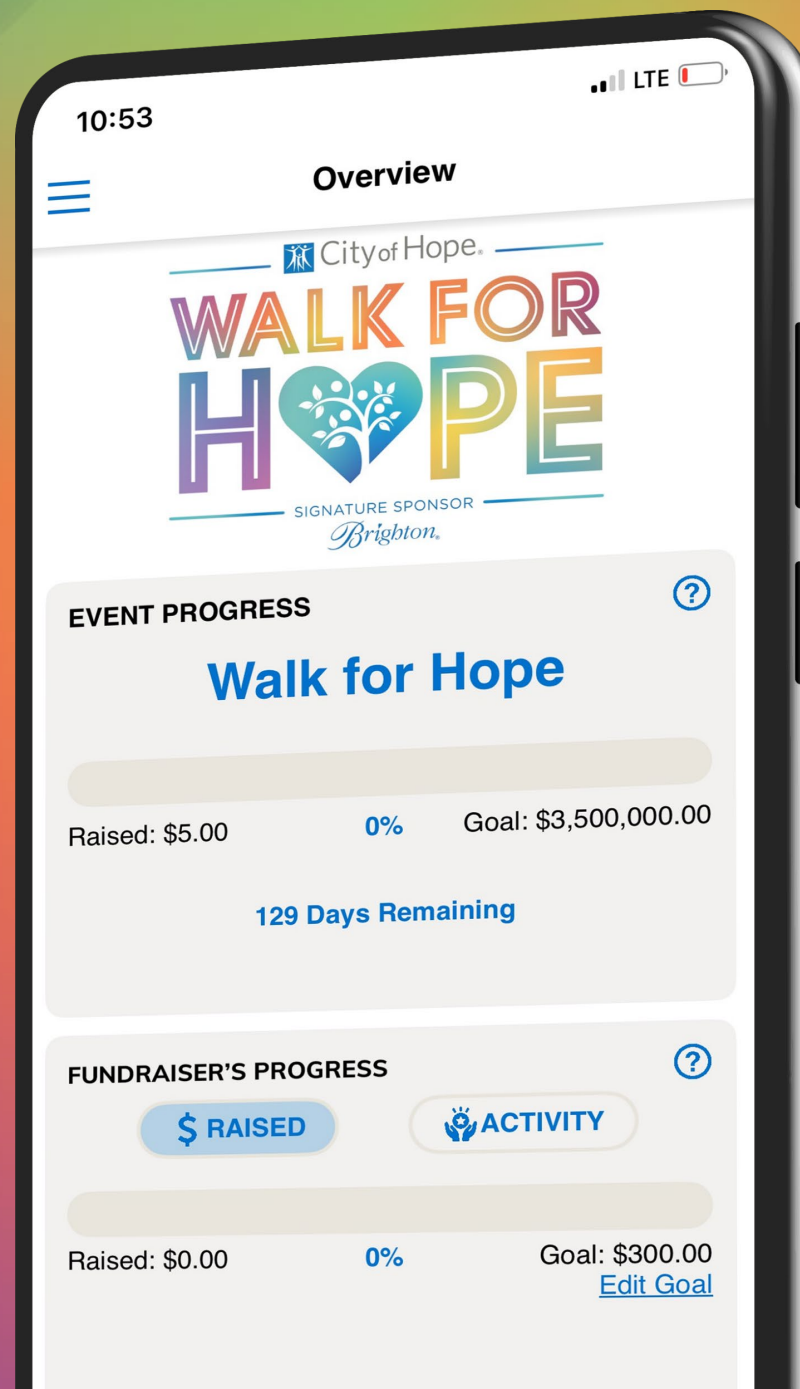 10:53
LTE
Overview
City of Hope®
WALK FOR
HOPE
SIGNATURE SPONSOR
Brighton®
EVENT PROGRESS
?
Walk for Hope
Raised: $5.00 0% Goal: $3,500,000.00
129 Days Remaining
FUNDRAISER'S PROGRESS
?
$ RAISED ACTIVITY
Raised: $0.00 0% Goal: $300.00
Edit Goal